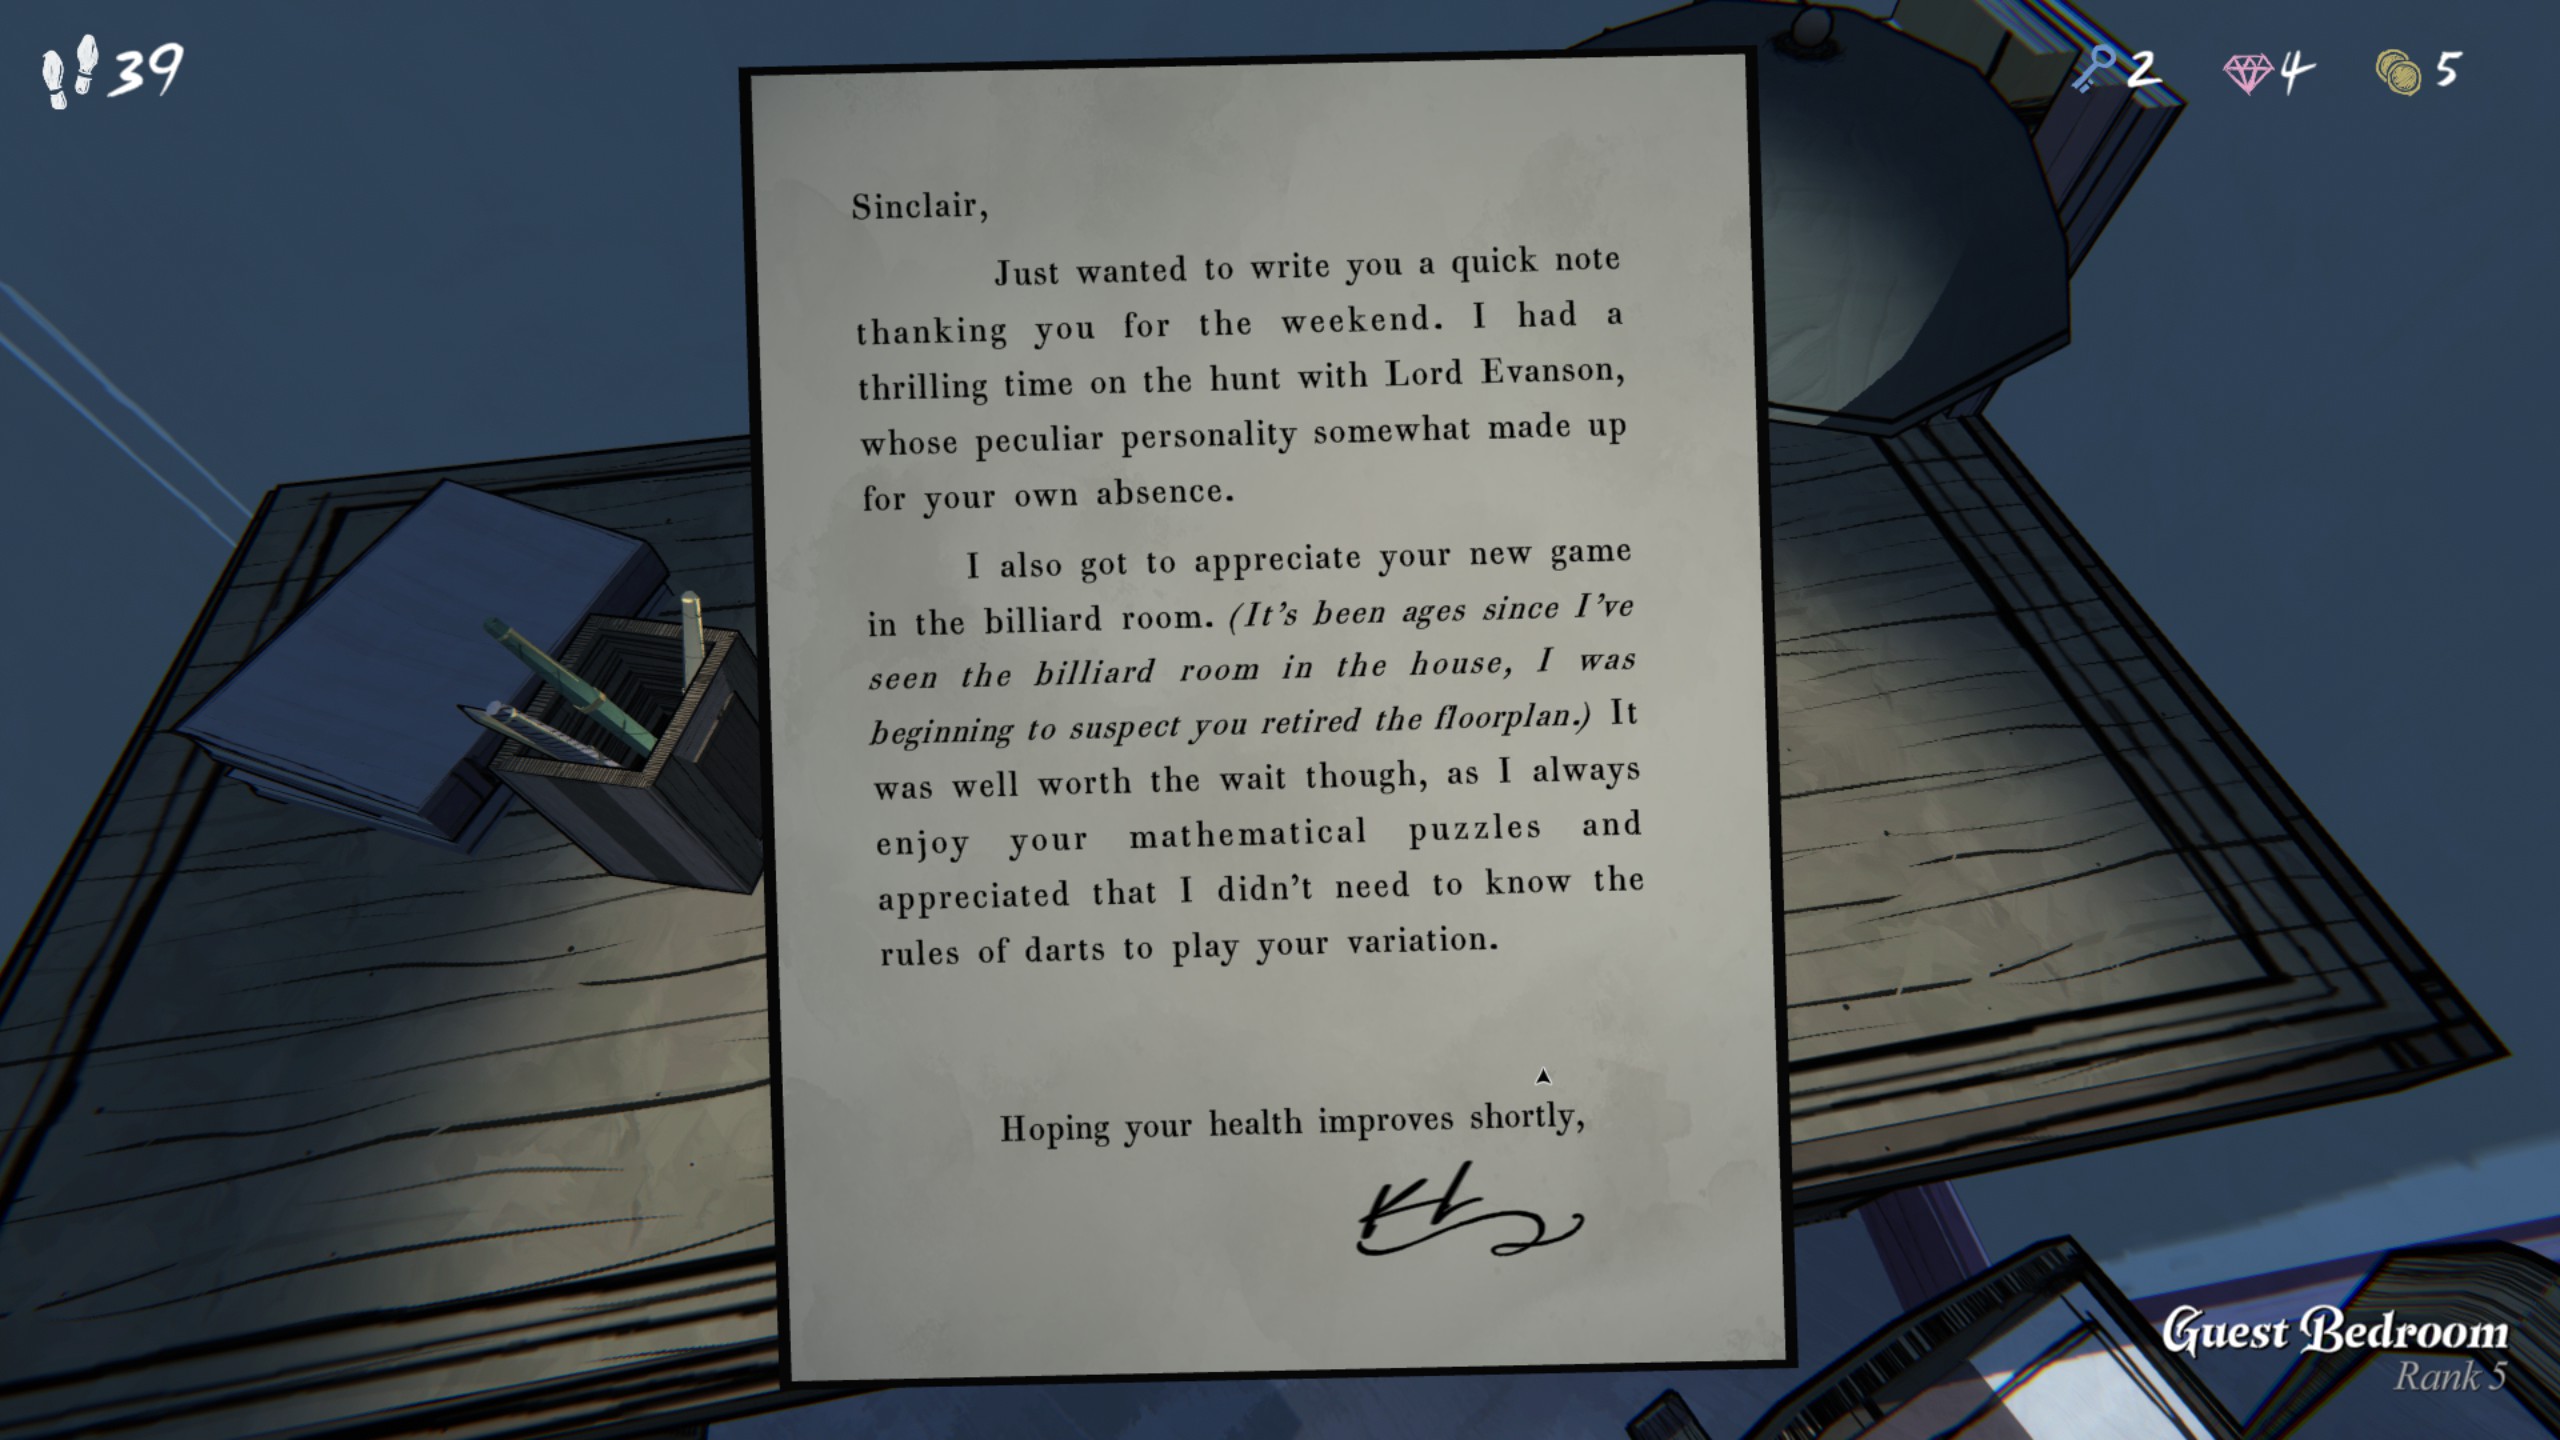 39
2
4
5
Sinclair,
Just wanted to write you a quick note
thanking you for the weekend. I had a
thrilling time on the hunt with Lord Evanson,
whose peculiar personality somewhat made up
for your own absence.
I also got to appreciate your new game
in the billiard room. (It's been ages since I've
seen the billiard room in the house, I was
beginning to suspect you retired the floorplan.) It
was well worth the wait though, as I always
enjoy your mathematical puzzles and
appreciated that I didn't need to know the
rules of darts to play your variation.
Hoping your health improves shortly,
Guest Bedroom
Rank 5